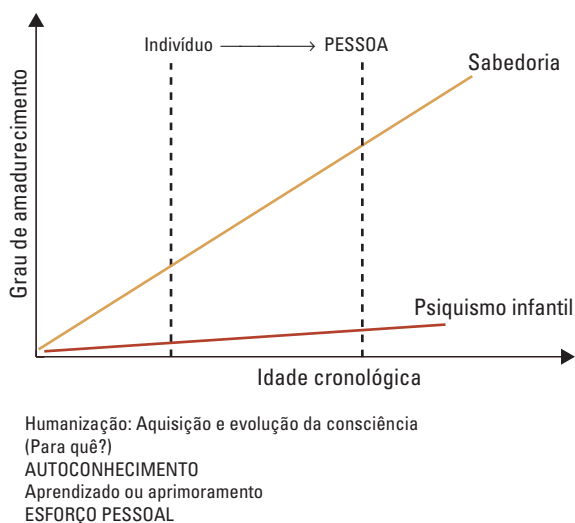 Indivíduo PESSOA
Sabedoria
Grau de amadurecimento
Psiquismo infantil
Idade cronológica
Humanização: Aquisição e evolução da consciência
(Para quê?)
AUTOCONHECIMENTO
Aprendizado ou aprimoramento
ESFORÇO PESSOAL